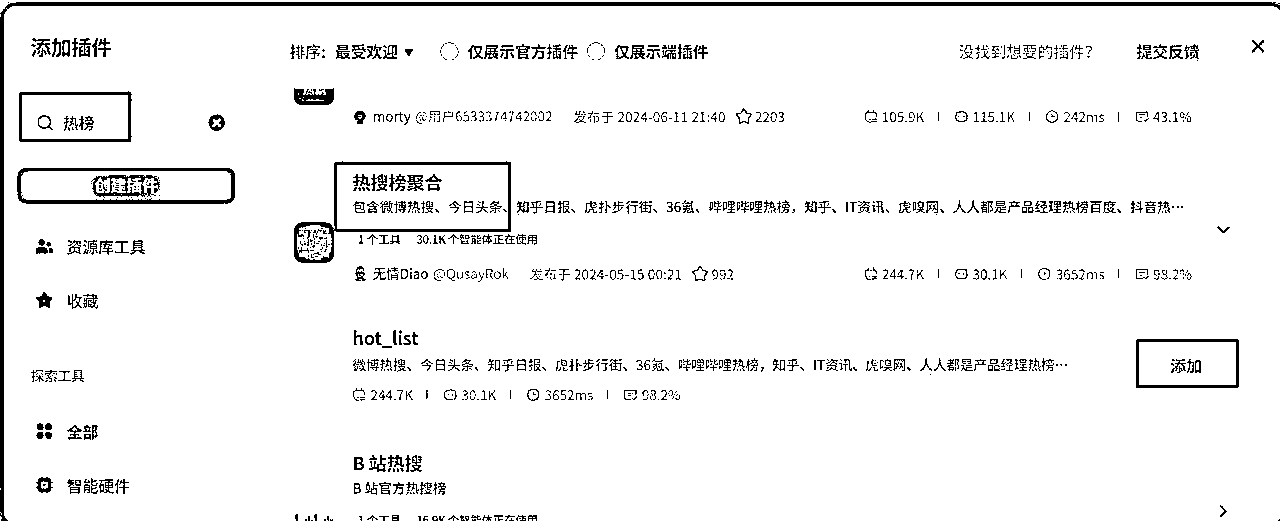 添加插件
排序: 最受欢迎 仅展示官方插件 仅展示端插件 没找到想要的插件? 提交反馈
热榜
创建插件
资源库工具
收藏
探索工具
全部
智能硬件
morty @用户6533374742002 发布于 2024-06-11 21:40 2203 105.9K 115.1K 242ms 43.1%
热搜榜聚合
包含微博热搜、今日头条、知乎日报、虎扑步行街、36氪、哔哩哔哩热榜，知乎、IT资讯、虎嗅网、人人都是产品经理热榜百度、抖音热…
1 个工具 30.1K 个智能体正在使用
无情Diao @QusayRok 发布于 2024-05-15 00:21 992 244.7K 30.1K 3652ms 98.2%
hot_list
微博热搜、今日头条、知乎日报、虎扑步行街、36氪、哔哩哔哩热榜，知乎、IT资讯、虎嗅网、人人都是产品经理热榜…
添加
244.7K 30.1K 3652ms 98.2%
B 站热搜
B 站官方热搜榜
1 个工具 16.9K 个智能体正在使用